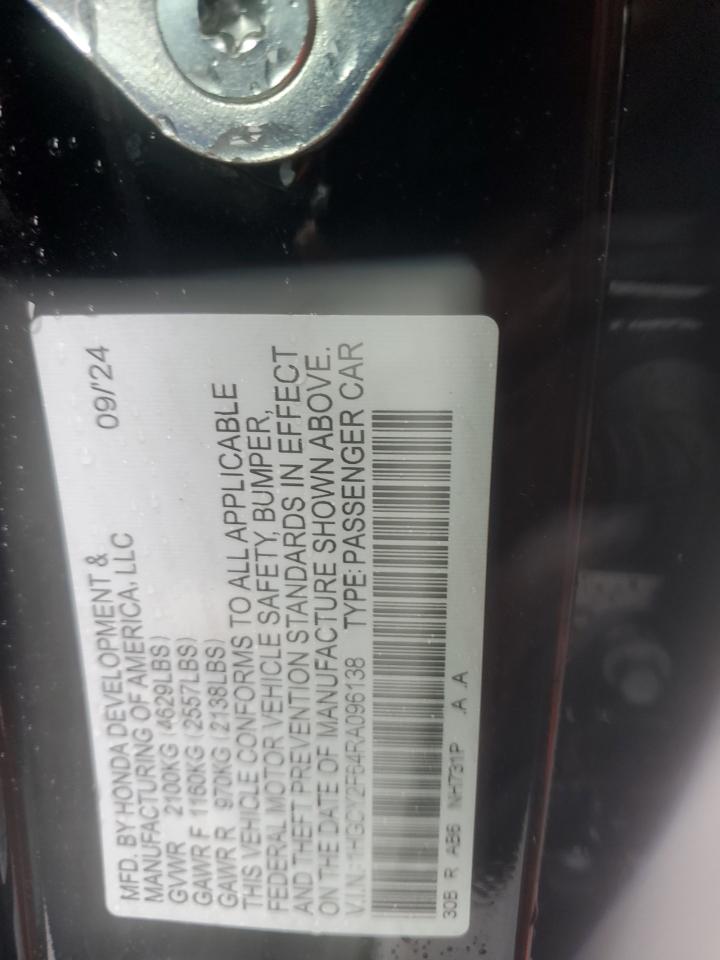 MFD. BY HONDA DEVELOPMENT & 09/'24
MANUFACTURING OF AMERICA, LLC
GVWR 2100KG (4629LBS)
GAWR F 1160KG (2557LBS)
GAWR R 970KG (2138LBS)
THIS VEHICLE CONFORMS TO ALL APPLICABLE
FEDERAL MOTOR VEHICLE SAFETY, BUMPER,
AND THEFT PREVENTION STANDARDS IN EFFECT
ON THE DATE OF MANUFACTURE SHOWN ABOVE.
V.I.N.: 1HGCY2F64RA096138 TYPE: PASSENGER CAR
30B R AB6 NH731P .A .A